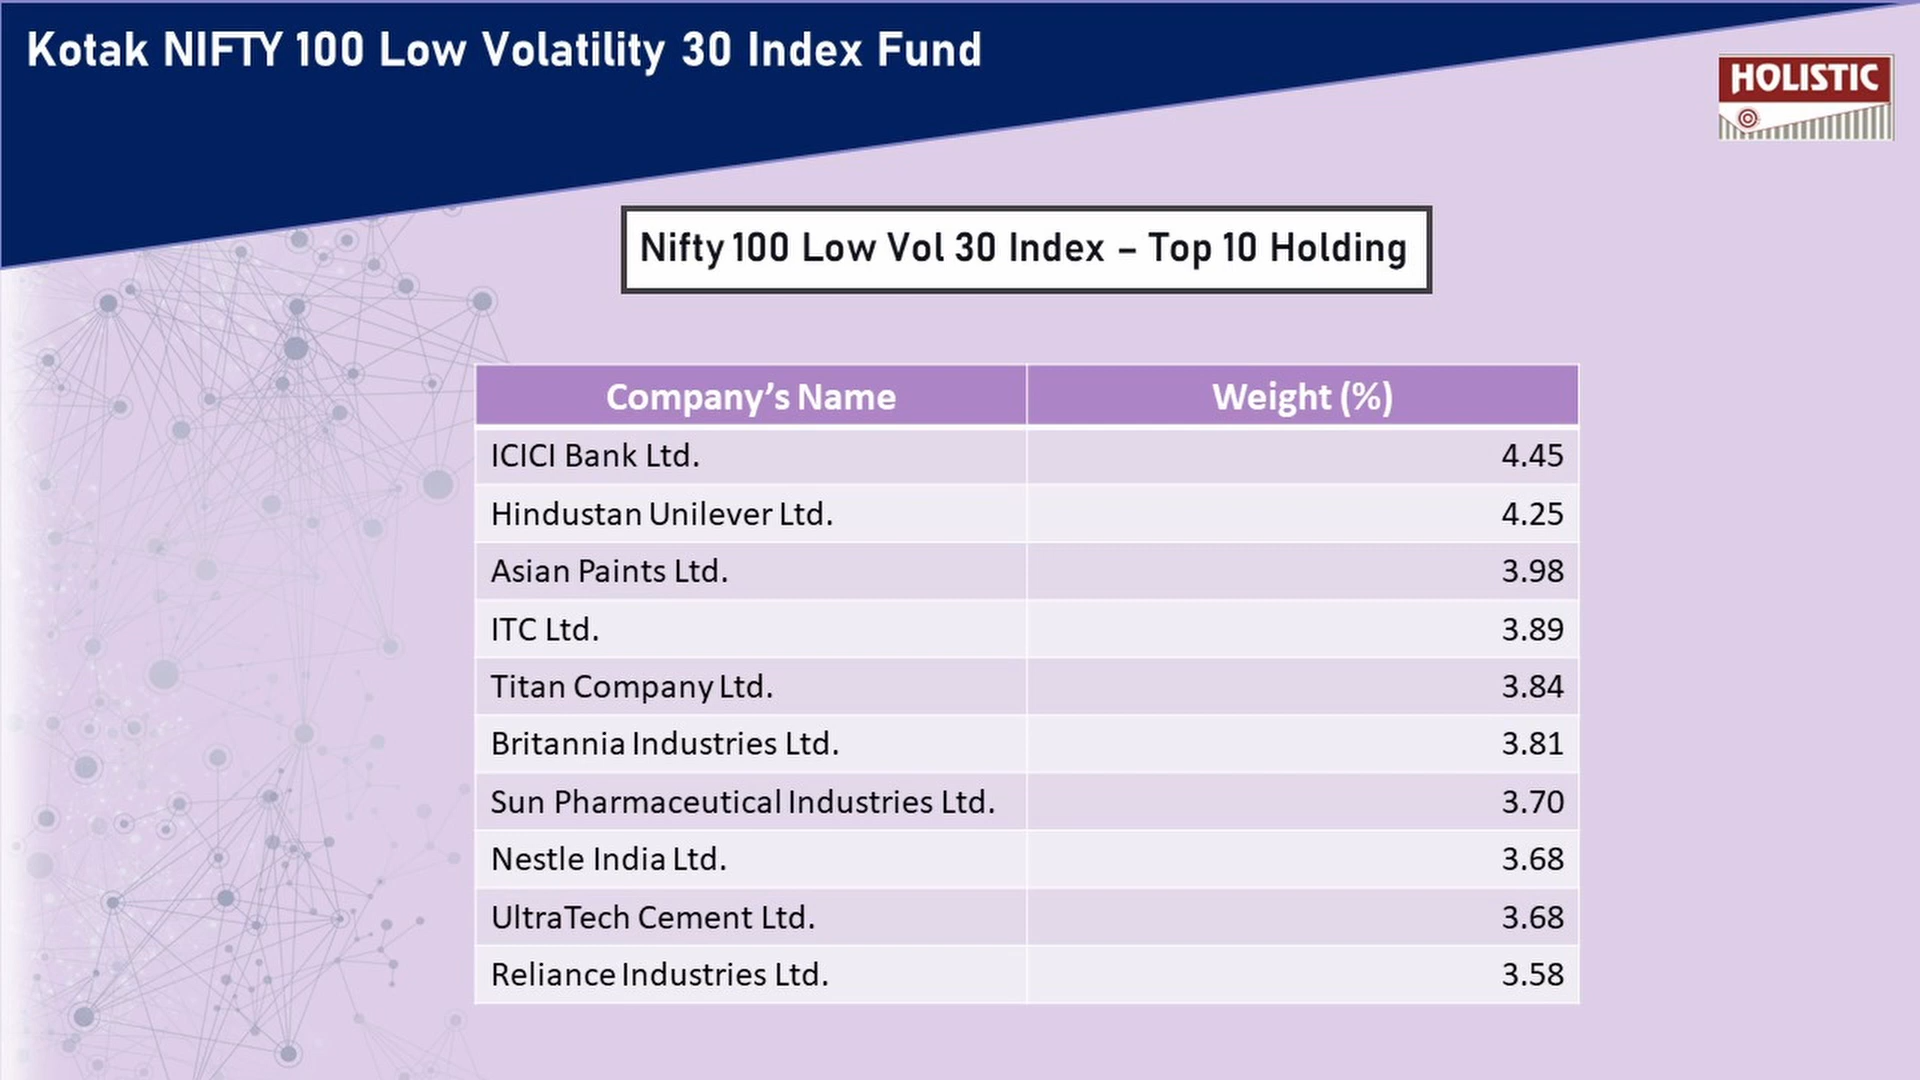 Kotak NIFTY 100 Low Volatility 30 Index Fund
HOLISTIC
Nifty 100 Low Vol 30 Index – Top 10 Holding
Company's Name Weight (%)
ICICI Bank Ltd. 4.45
Hindustan Unilever Ltd. 4.25
Asian Paints Ltd. 3.98
ITC Ltd. 3.89
Titan Company Ltd. 3.84
Britannia Industries Ltd. 3.81
Sun Pharmaceutical Industries Ltd. 3.70
Nestle India Ltd. 3.68
UltraTech Cement Ltd. 3.68
Reliance Industries Ltd. 3.58